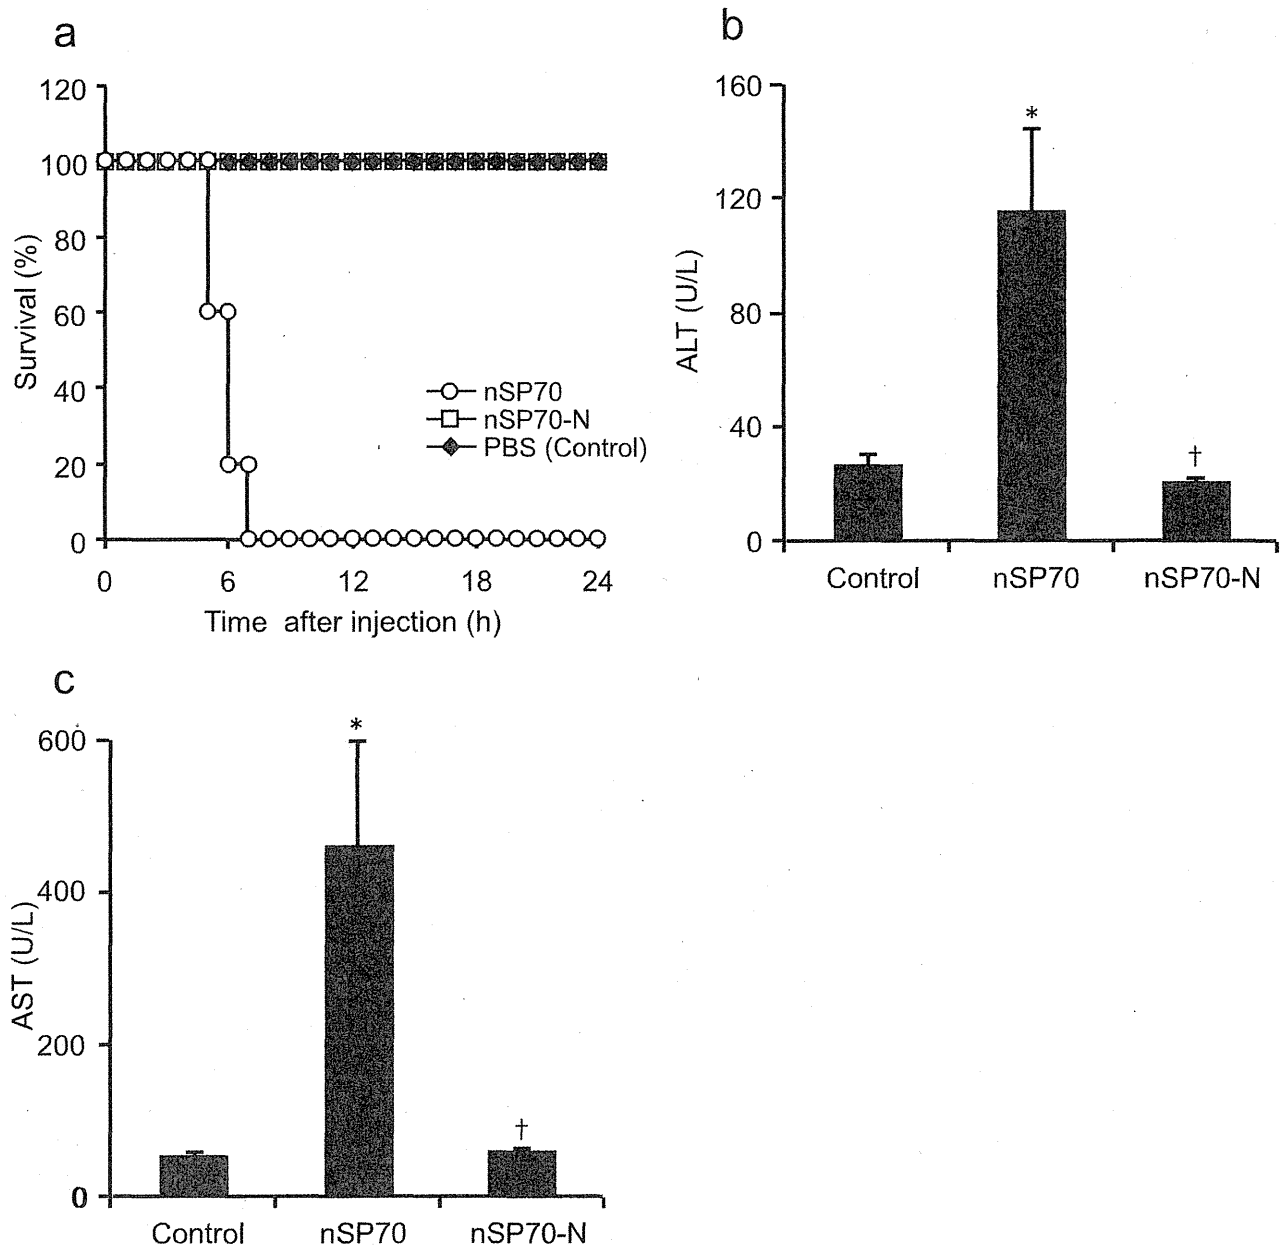 a
120
100
80
60
40
20
0
Survival (%)
nSP70
nSP70-N
PBS (Control)
0 6 12 18 24
Time after injection (h)
b
160
120
80
40
0
ALT (U/L)
*
†
Control nSP70 nSP70-N
c
600
400
200
0
AST (U/L)
*
†
Control nSP70 nSP70-N